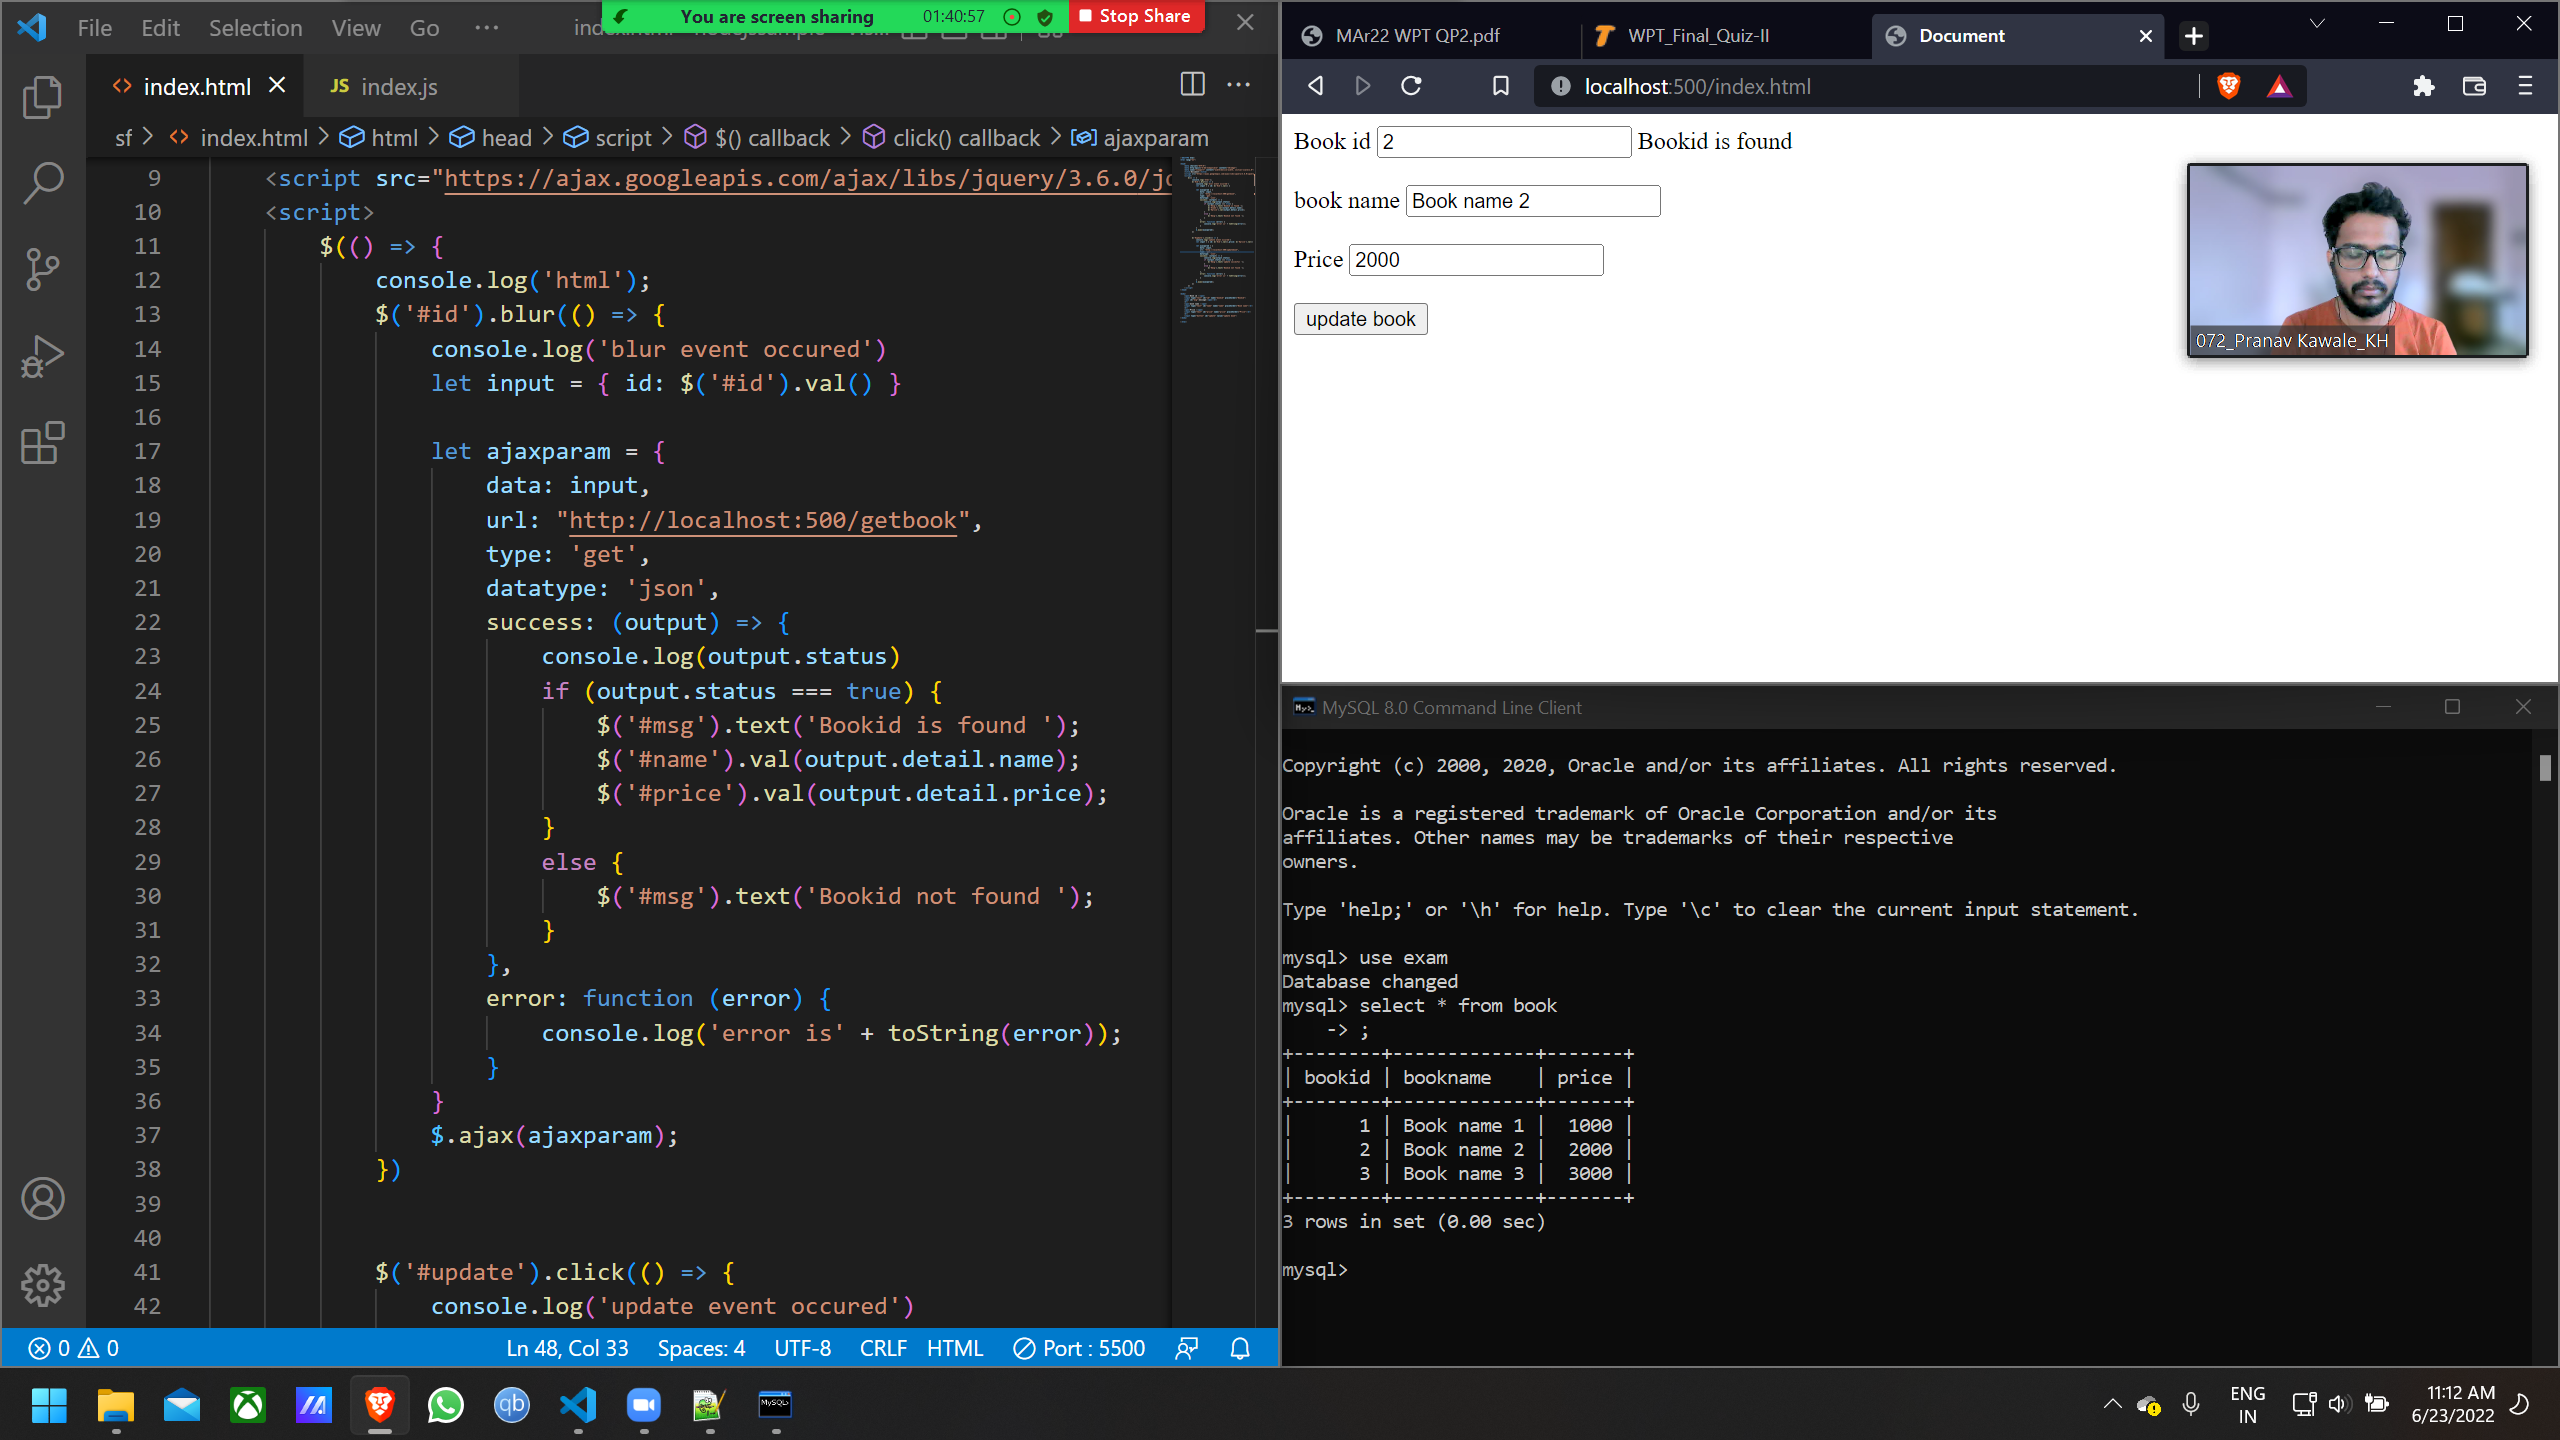 File Edit Selection View Go ···
You are screen sharing 01:40:57 Stop Share
index.html
JS index.js
sf > index.html > html > head > script > $() callback > click() callback > ajaxparam
9 <script src="https://ajax.googleapis.com/ajax/libs/jquery/3.6.0/jq
10 <script>
11 $(() => {
12 console.log('html');
13 $('#id').blur(() => {
14 console.log('blur event occured')
15 let input = { id: $('#id').val() }
16
17 let ajaxparam = {
18 data: input,
19 url: "http://localhost:500/getbook",
20 type: 'get',
21 datatype: 'json',
22 success: (output) => {
23 console.log(output.status)
24 if (output.status === true) {
25 $('#msg').text('Bookid is found ');
26 $('#name').val(output.detail.name);
27 $('#price').val(output.detail.price);
28 }
29 else {
30 $('#msg').text('Bookid not found ');
31 }
32 },
33 error: function (error) {
34 console.log('error is' + toString(error));
35 }
36 }
37 $.ajax(ajaxparam);
38 })
39
40
41 $('#update').click(() => {
42 console.log('update event occured')
0 0 Ln 48, Col 33 Spaces: 4 UTF-8 CRLF HTML Port : 5500
MAr22 WPT QP2.pdf
WPT_Final_Quiz-II
Document
localhost:500/index.html
Book id 2 Bookid is found
book name Book name 2
Price 2000
update book
072_Pranav Kawale_KH
MySQL 8.0 Command Line Client
Copyright (c) 2000, 2020, Oracle and/or its affiliates. All rights reserved.
Oracle is a registered trademark of Oracle Corporation and/or its
affiliates. Other names may be trademarks of their respective
owners.
Type 'help;' or '\h' for help. Type '\c' to clear the current input statement.
mysql> use exam
Database changed
mysql> select * from book
    -> ;
+--------+-------------+-------+
| bookid | bookname    | price |
+--------+-------------+-------+
|      1 | Book name 1 |  1000 |
|      2 | Book name 2 |  2000 |
|      3 | Book name 3 |  3000 |
+--------+-------------+-------+
3 rows in set (0.00 sec)
mysql>
qb
MySQL
ENG
IN
11:12 AM
6/23/2022